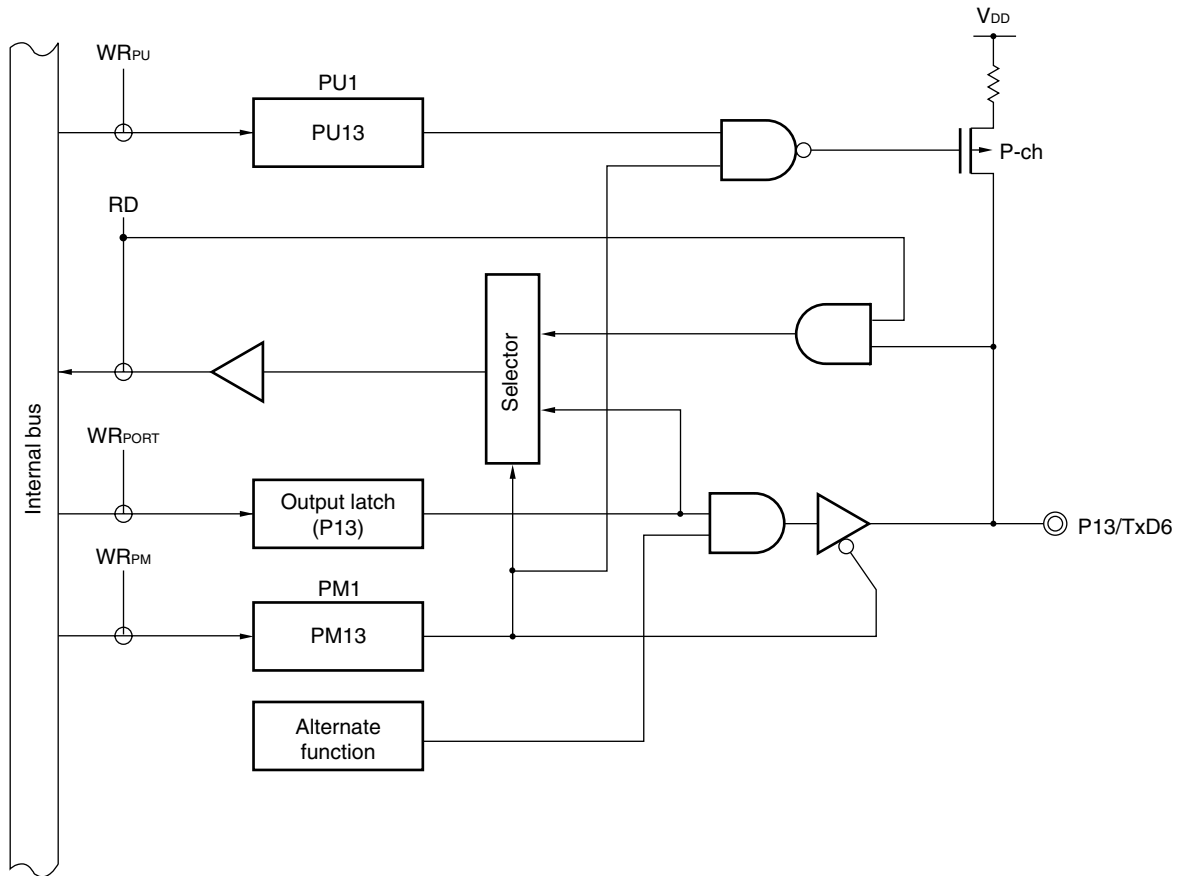 VDD
WRPU
PU1
PU13
P-ch
RD
Selector
Internal bus
WRPORT
Output latch
(P13)
P13/TxD6
WRPM
PM1
PM13
Alternate
function